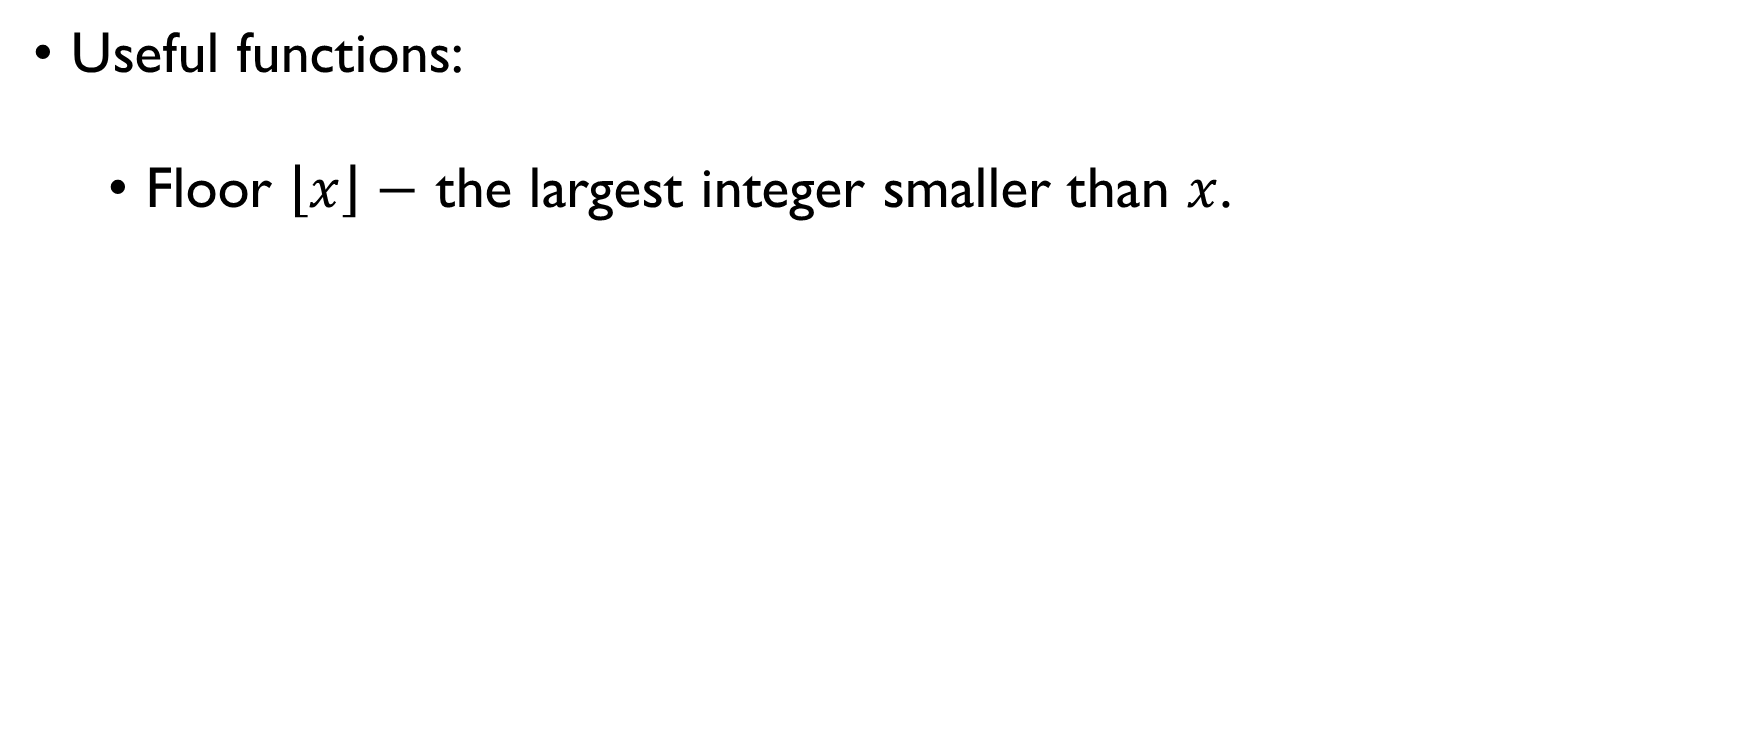 • Useful functions:
• Floor ⌊𝑥⌋ – the largest integer smaller than 𝑥.